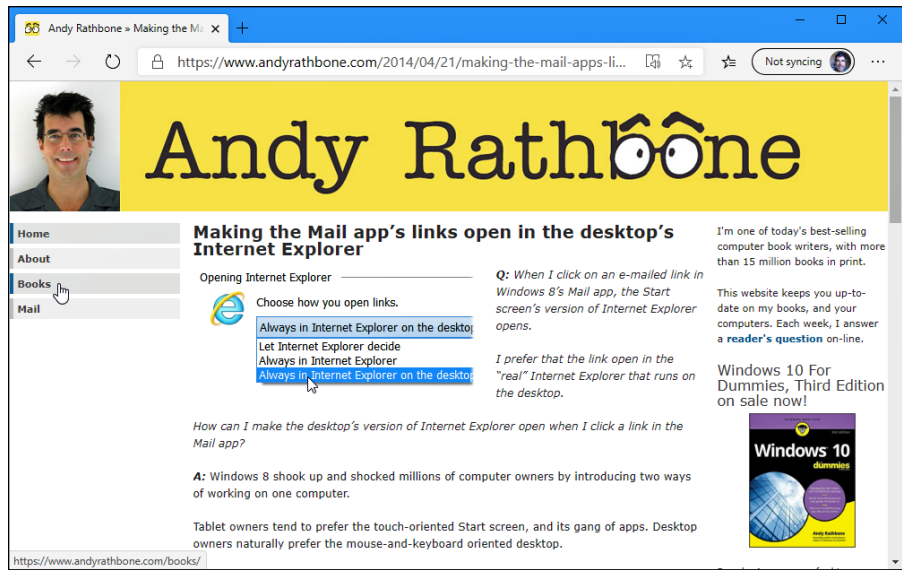 Andy Rathbone » Making the Ma
https://www.andyrathbone.com/2014/04/21/making-the-mail-apps-li...
Not syncing
Andy Rathbone
Home
About
Books
Mail
Making the Mail app's links open in the desktop's
Internet Explorer
Opening Internet Explorer
Choose how you open links.
Always in Internet Explorer on the desktop
Let Internet Explorer decide
Always in Internet Explorer
Always in Internet Explorer on the desktop
Q: When I click on an e-mailed link in
Windows 8's Mail app, the Start
screen's version of Internet Explorer
opens.
I prefer that the link open in the
"real" Internet Explorer that runs on
the desktop.
How can I make the desktop's version of Internet Explorer open when I click a link in the
Mail app?
A: Windows 8 shook up and shocked millions of computer owners by introducing two ways
of working on one computer.
Tablet owners tend to prefer the touch-oriented Start screen, and its gang of apps. Desktop
owners naturally prefer the mouse-and-keyboard oriented desktop.
I'm one of today's best-selling
computer book writers, with more
than 15 million books in print.
This website keeps you up-to-
date on my books, and your
computers. Each week, I answer
a reader's question on-line.
Windows 10 For
Dummies, Third Edition
on sale now!
Windows 10
dummies
Andy Rathbone
https://www.andyrathbone.com/books/